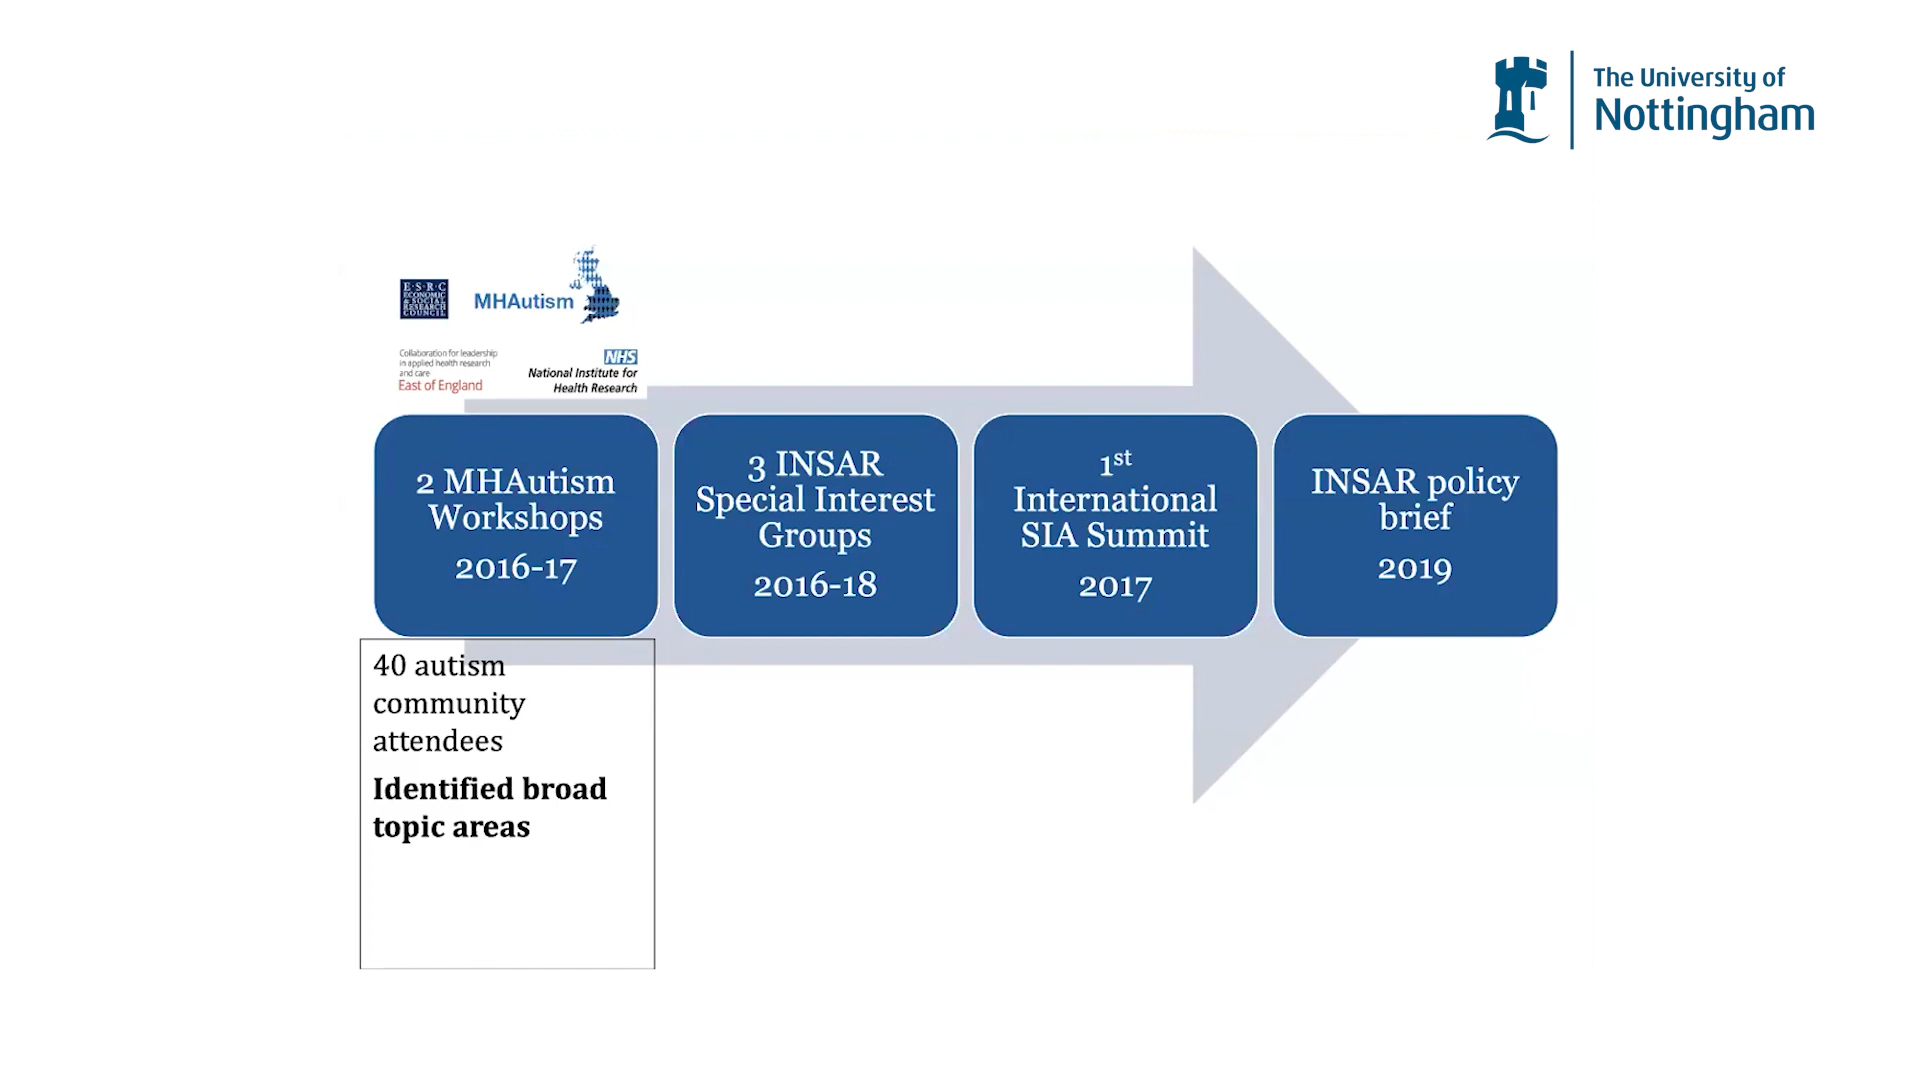 The University of
Nottingham
E·S·R·C
ECONOMIC
& SOCIAL
RESEARCH
COUNCIL
MHAutism
Collaboration for leadership
in applied health research
and care
East of England
NHS
National Institute for
Health Research
2 MHAutism
Workshops
2016-17
3 INSAR
Special Interest
Groups
2016-18
1st
International
SIA Summit
2017
INSAR policy
brief
2019
40 autism
community
attendees
Identified broad
topic areas